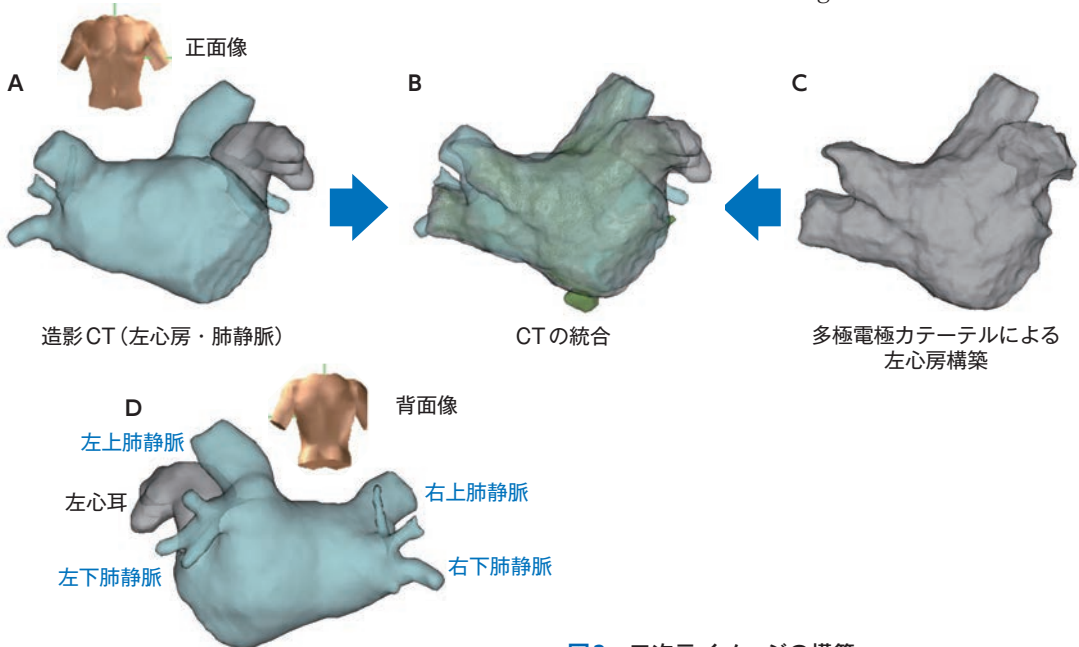 正面像
A
B
C
造影CT（左心房・肺静脈）
CTの統合
多極電極カテーテルによる
左心房構築
D
背面像
左上肺静脈
左心耳
右上肺静脈
左下肺静脈
右下肺静脈